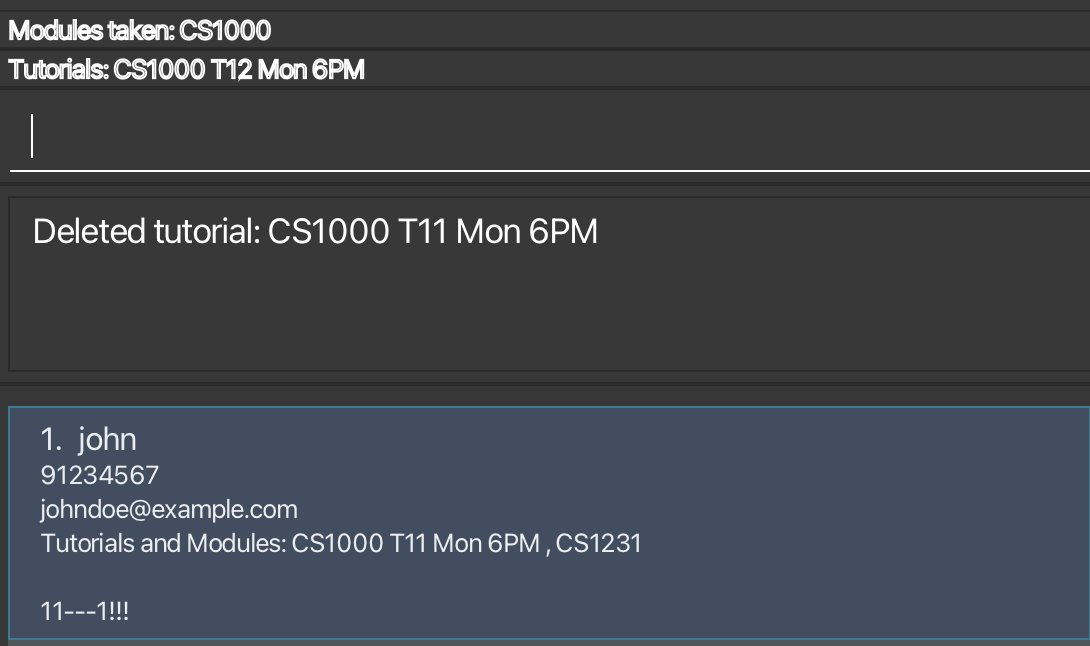 Modules taken: CS1000
Tutorials: CS1000 T12 Mon 6PM
Deleted tutorial: CS1000 T11 Mon 6PM
1. john
91234567
johndoe@example.com
Tutorials and Modules: CS1000 T11 Mon 6PM , CS1231
11---1!!!